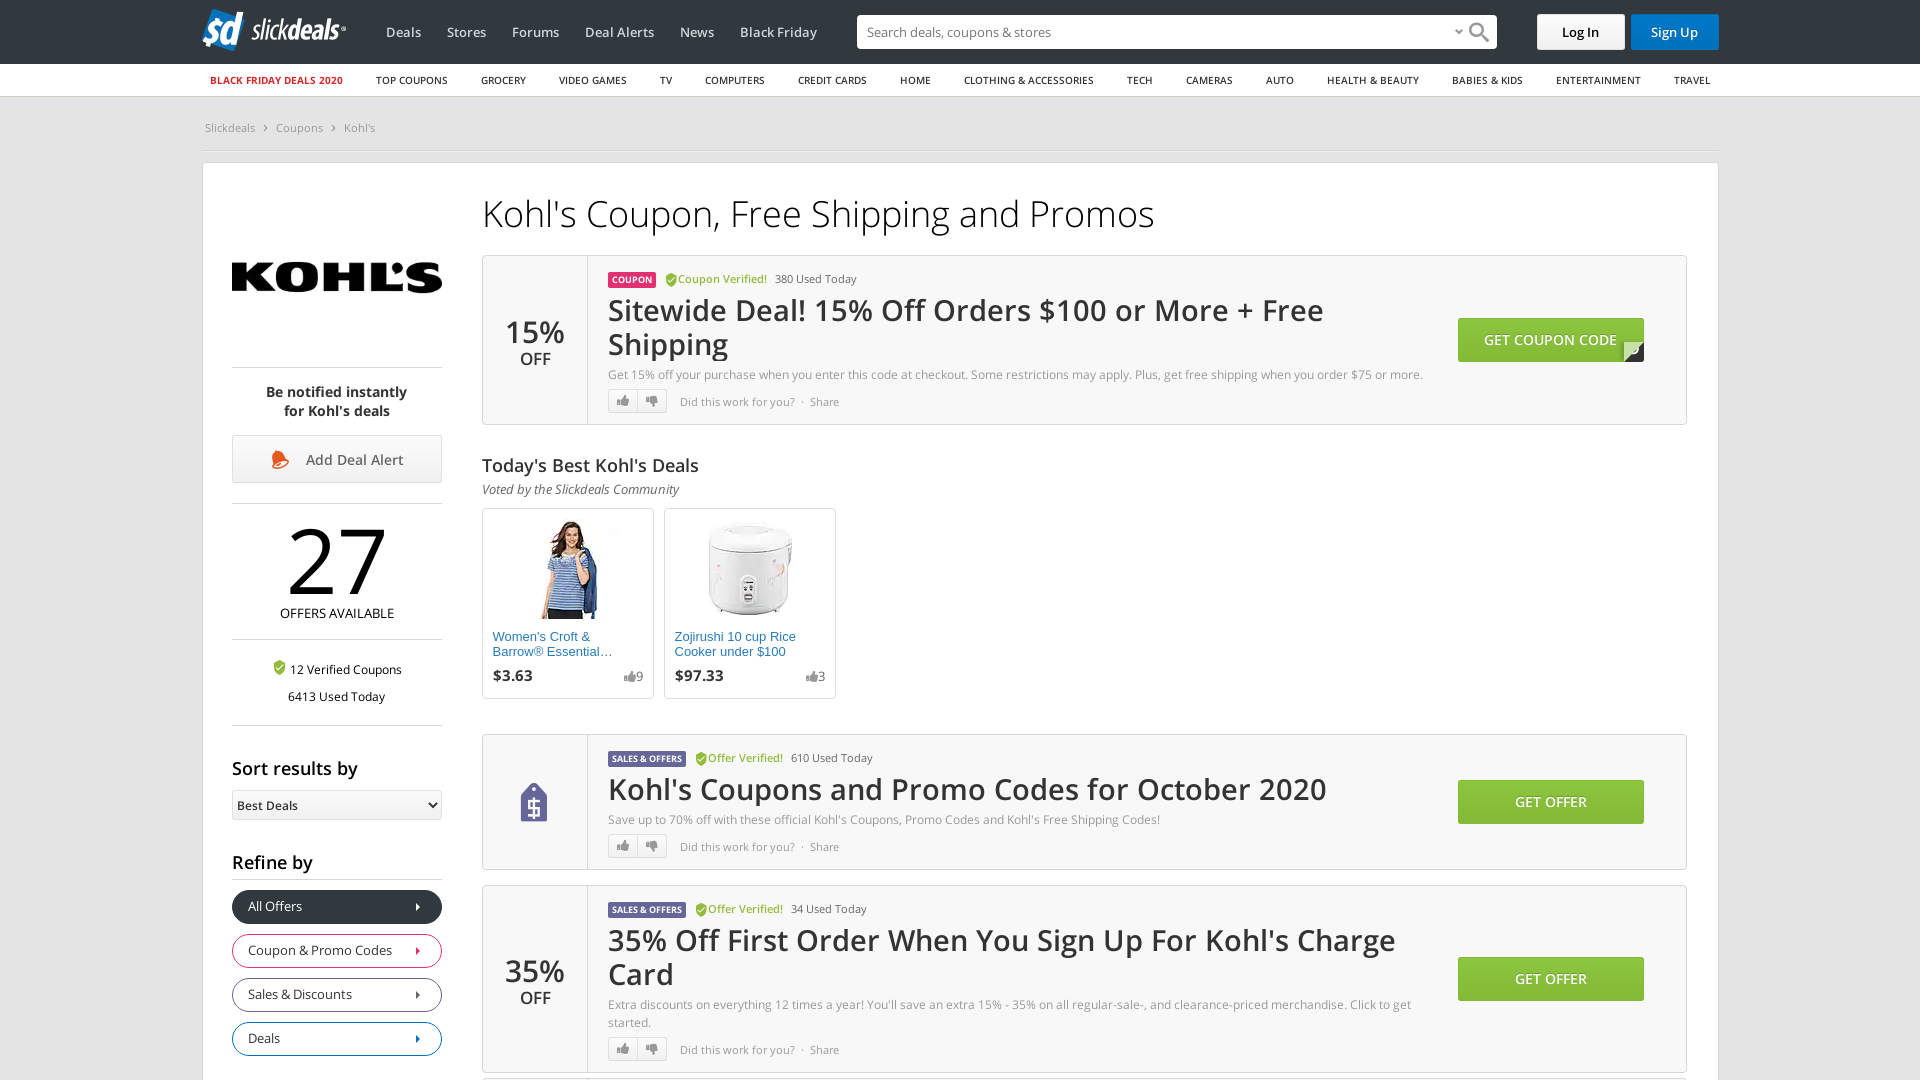 sd slickdeals
Deals Stores Forums Deal Alerts News Black Friday
Search deals, coupons & stores
Log In Sign Up
BLACK FRIDAY DEALS 2020 TOP COUPONS GROCERY VIDEO GAMES TV COMPUTERS CREDIT CARDS HOME CLOTHING & ACCESSORIES TECH CAMERAS AUTO HEALTH & BEAUTY BABIES & KIDS ENTERTAINMENT TRAVEL
Slickdeals > Coupons > Kohl's
KOHL'S
Be notified instantly
for Kohl's deals
Add Deal Alert
27
OFFERS AVAILABLE
12 Verified Coupons
6413 Used Today
Sort results by
Best Deals
Refine by
All Offers
Coupon & Promo Codes
Sales & Discounts
Deals
Kohl's Coupon, Free Shipping and Promos
15%
OFF
COUPON Coupon Verified! 380 Used Today
Sitewide Deal! 15% Off Orders $100 or More + Free
Shipping
Get 15% off your purchase when you enter this code at checkout. Some restrictions may apply. Plus, get free shipping when you order $75 or more.
Did this work for you? · Share
GET COUPON CODE
Today's Best Kohl's Deals
Voted by the Slickdeals Community
Women's Croft &
Barrow® Essential…
$3.63 9
Zojirushi 10 cup Rice
Cooker under $100
$97.33 3
$
SALES & OFFERS Offer Verified! 610 Used Today
Kohl's Coupons and Promo Codes for October 2020
Save up to 70% off with these official Kohl's Coupons, Promo Codes and Kohl's Free Shipping Codes!
Did this work for you? · Share
GET OFFER
35%
OFF
SALES & OFFERS Offer Verified! 34 Used Today
35% Off First Order When You Sign Up For Kohl's Charge
Card
Extra discounts on everything 12 times a year! You'll save an extra 15% - 35% on all regular-sale-, and clearance-priced merchandise. Click to get
started.
Did this work for you? · Share
GET OFFER